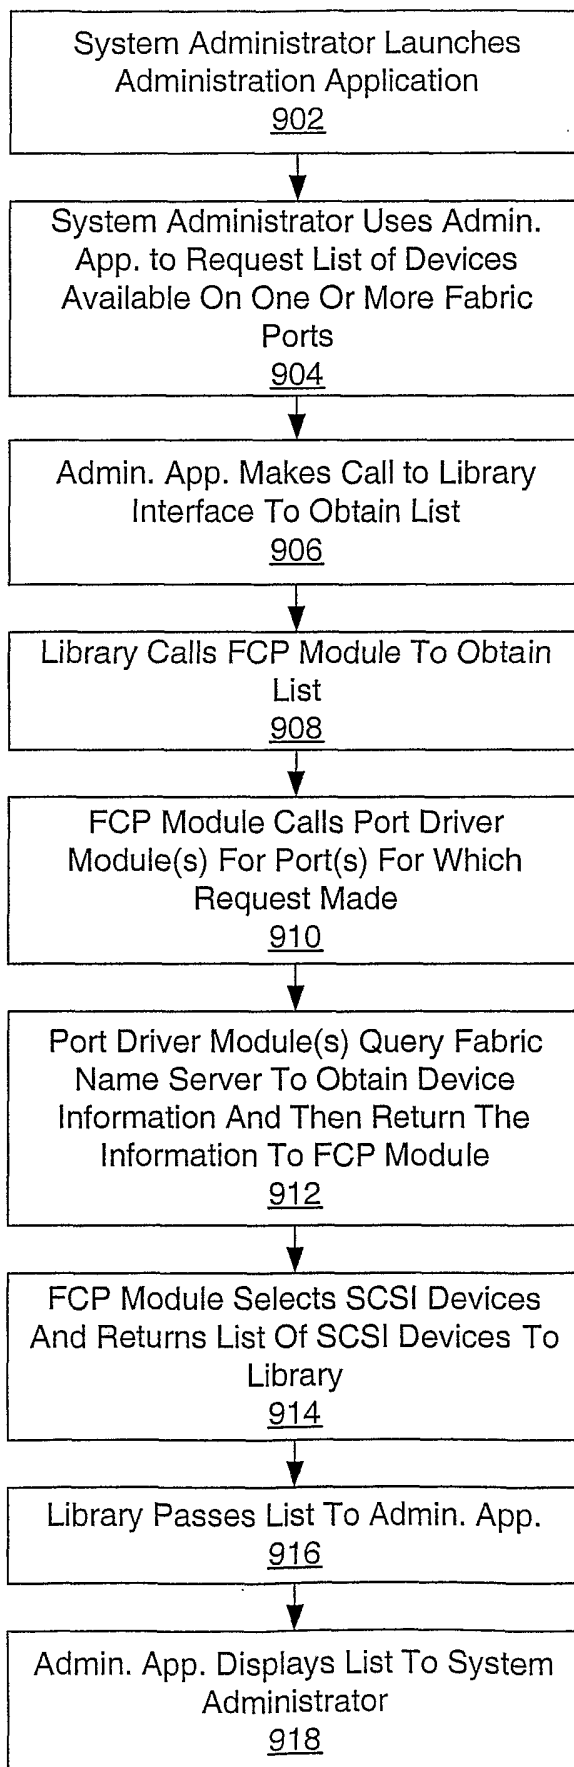 System Administrator Launches
Administration Application
902
System Administrator Uses Admin.
App. to Request List of Devices
Available On One Or More Fabric
Ports
904
Admin. App. Makes Call to Library
Interface To Obtain List
906
Library Calls FCP Module To Obtain
List
908
FCP Module Calls Port Driver
Module(s) For Port(s) For Which
Request Made
910
Port Driver Module(s) Query Fabric
Name Server To Obtain Device
Information And Then Return The
Information To FCP Module
912
FCP Module Selects SCSI Devices
And Returns List Of SCSI Devices To
Library
914
Library Passes List To Admin. App.
916
Admin. App. Displays List To System
Administrator
918